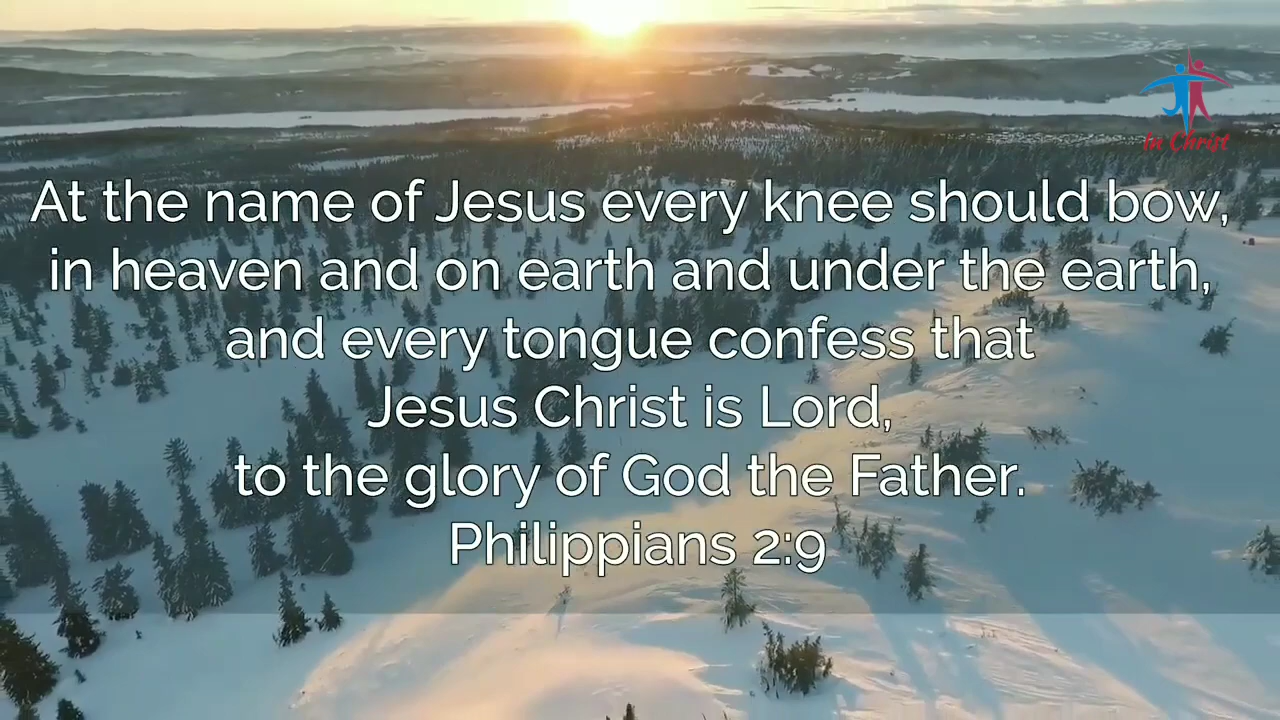 In Christ
At the name of Jesus every knee should bow,
in heaven and on earth and under the earth,
and every tongue confess that
Jesus Christ is Lord,
to the glory of God the Father.
Philippians 2:9